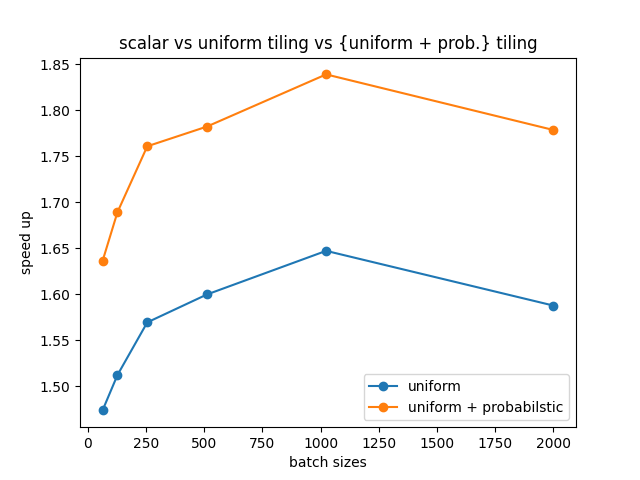 scalar vs uniform tiling vs {uniform + prob.} tiling
1.85
1.80
1.75
1.70
1.65
1.60
1.55
1.50
speed up
uniform
uniform + probabilstic
0 250 500 750 1000 1250 1500 1750 2000
batch sizes